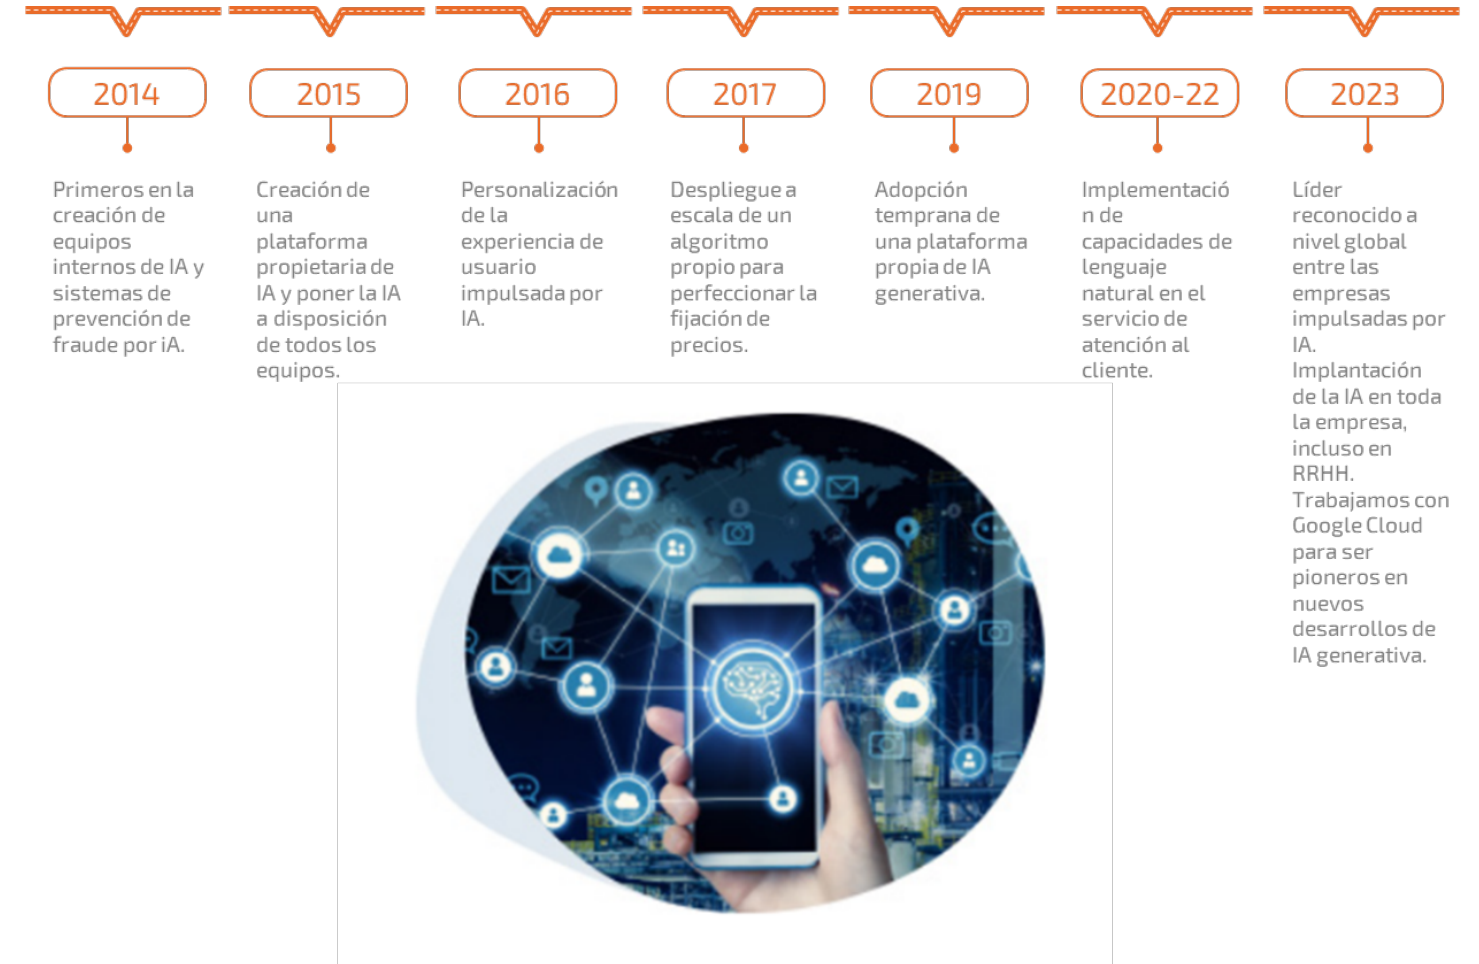 2014
Primeros en la
creación de
equipos
internos de IA y
sistemas de
prevención de
fraude por iA.
2015
Creación de
una
plataforma
propietaria de
IA y poner la IA
a disposición
de todos los
equipos.
2016
Personalización
de la
experiencia de
usuario
impulsada por
IA.
2017
Despliegue a
escala de un
algoritmo
propio para
perfeccionar la
fijación de
precios.
2019
Adopción
temprana de
una plataforma
propia de IA
generativa.
2020-22
Implementació
n de
capacidades de
lenguaje
natural en el
servicio de
atención al
cliente.
2023
Líder
reconocido a
nivel global
entre las
empresas
impulsadas por
IA.
Implantación
de la IA en toda
la empresa,
incluso en
RRHH.
Trabajamos con
Google Cloud
para ser
pioneros en
nuevos
desarrollos de
IA generativa.